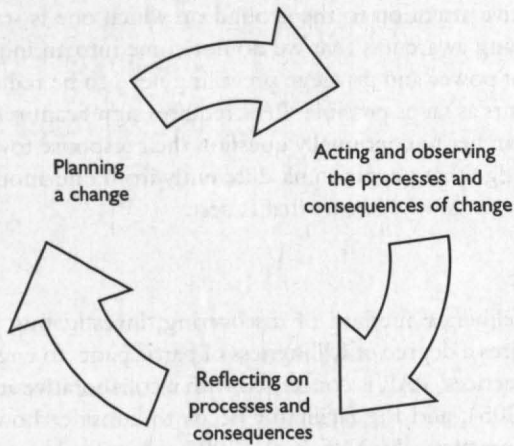 Planning
a change
Acting and observing
the processes and
consequences of change
Reflecting on
processes and
consequences